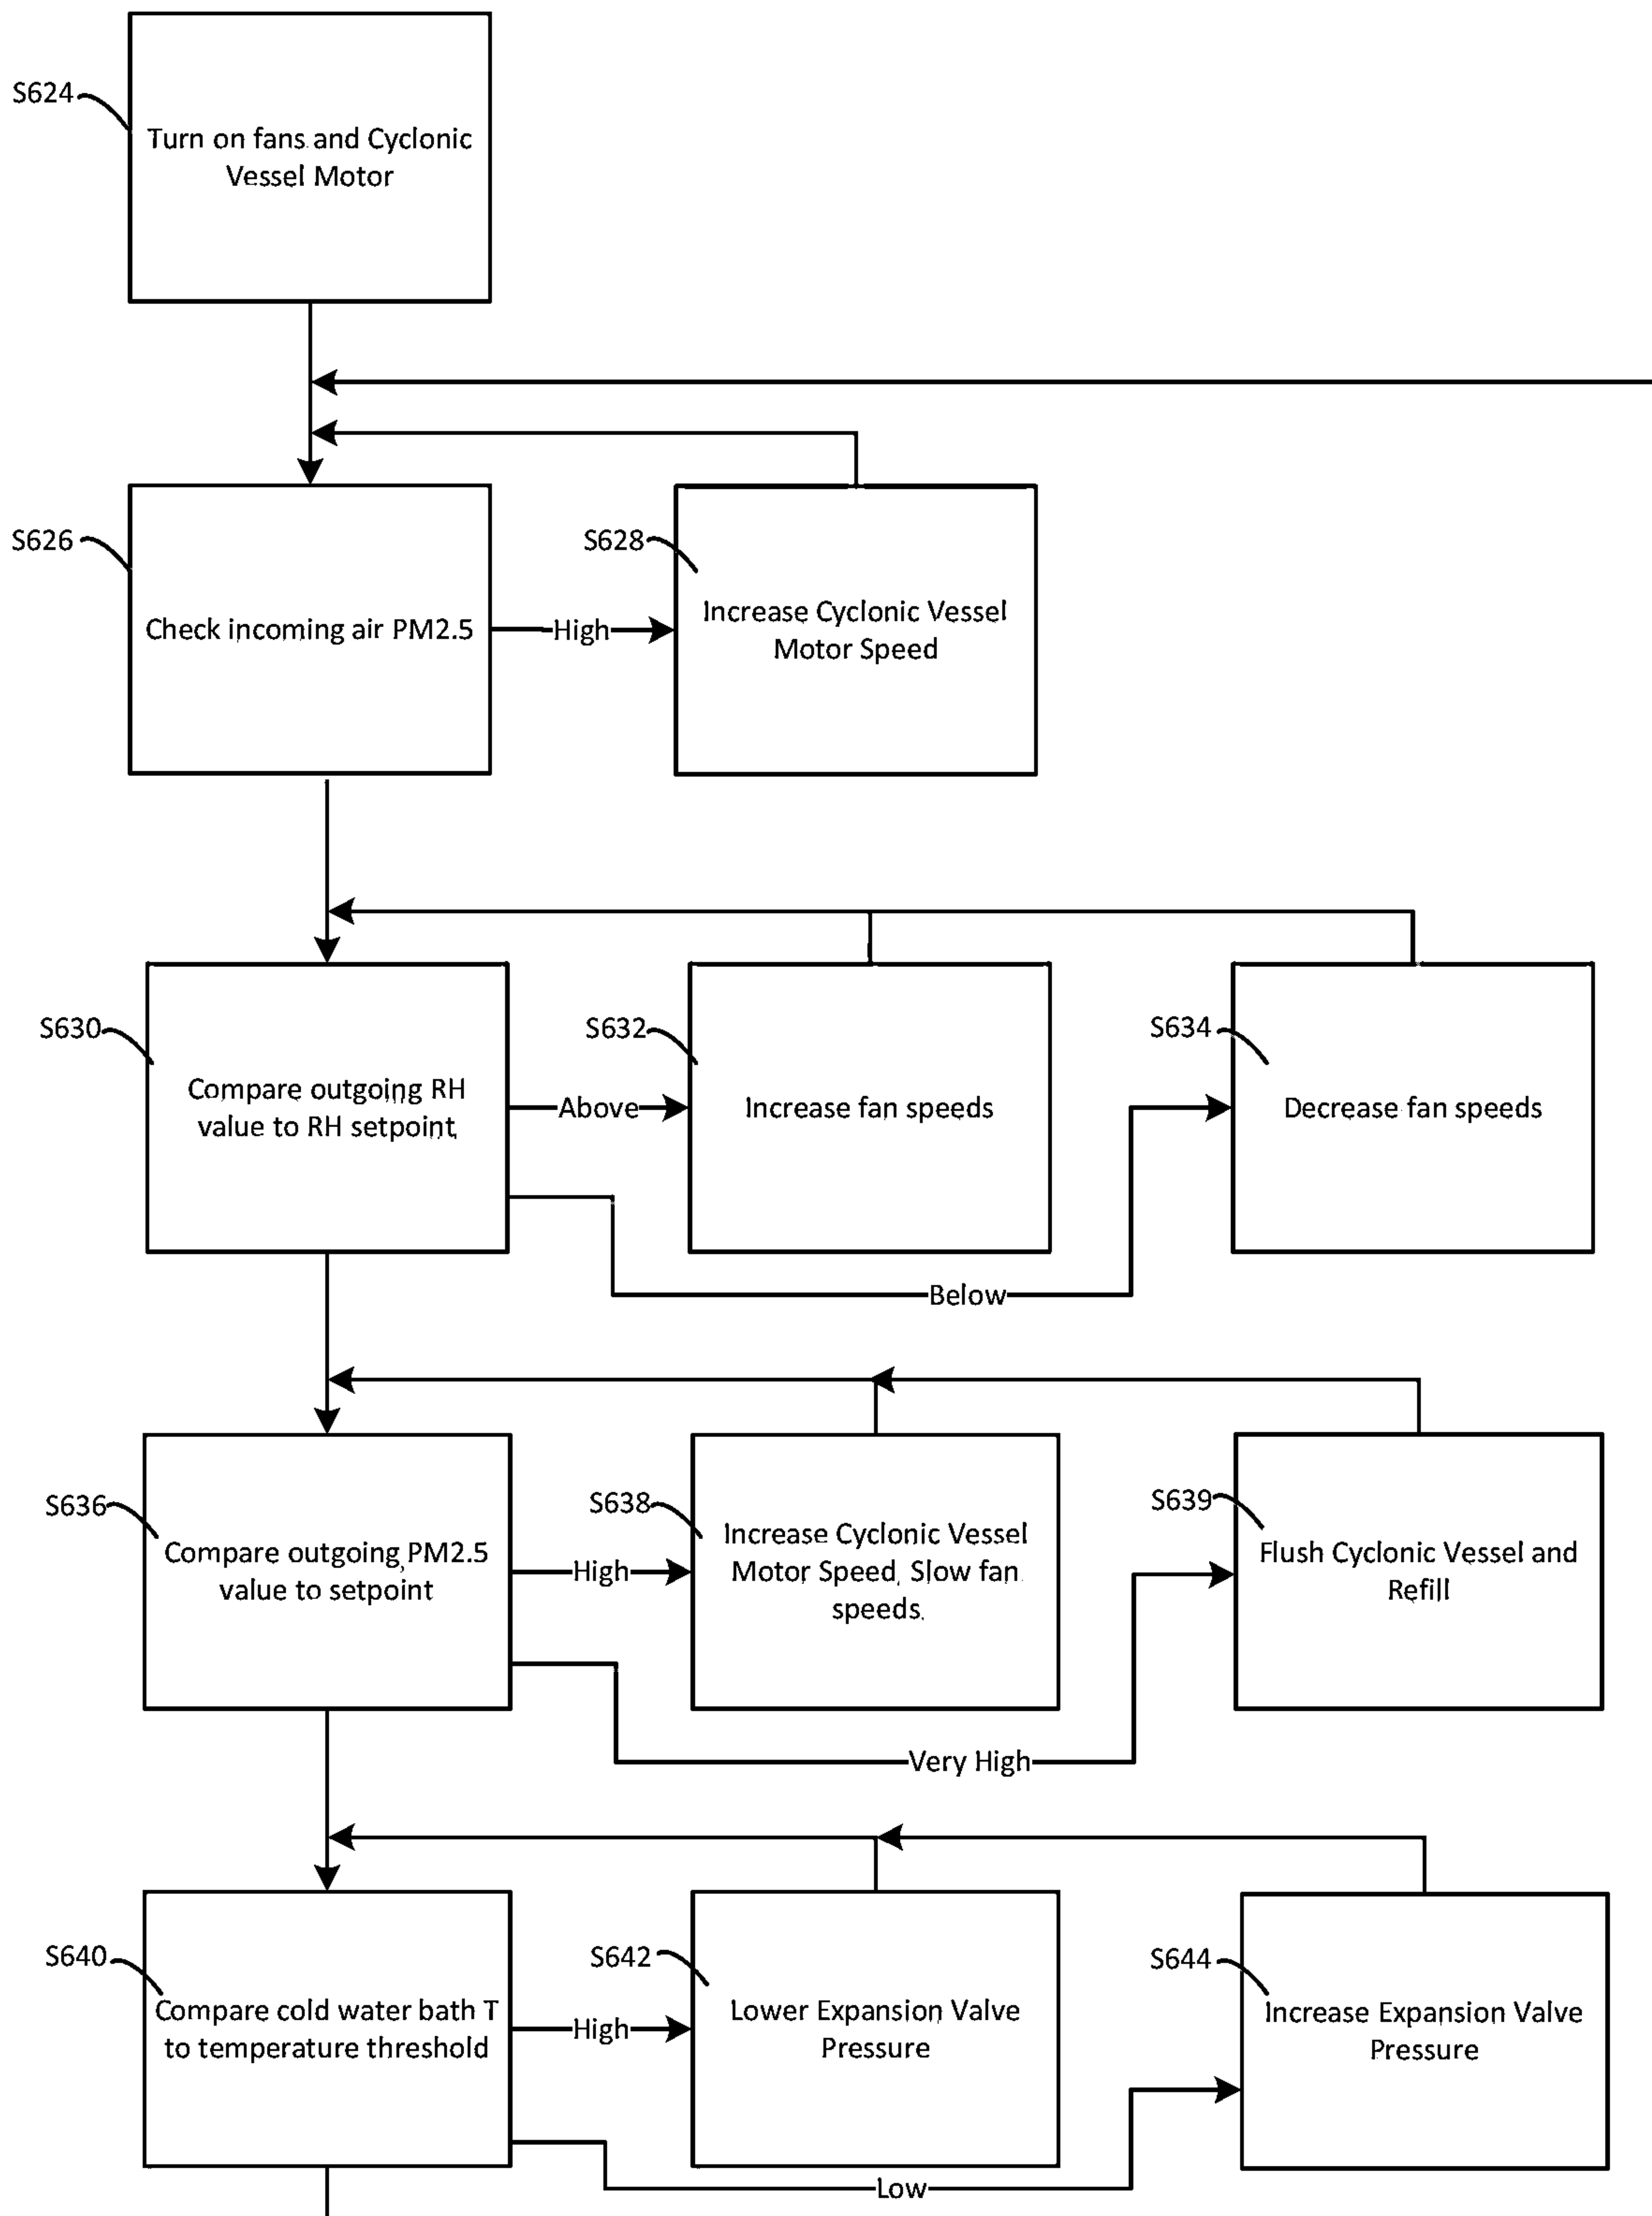 S624
Turn on fans and Cyclonic
Vessel Motor
S626
Check incoming air PM2.5
High
S628
Increase Cyclonic Vessel
Motor Speed
S630
Compare outgoing RH
value to RH setpoint
Above
S632
Increase fan speeds
S634
Decrease fan speeds
Below
S636
Compare outgoing PM2.5
value to setpoint
High
S638
Increase Cyclonic Vessel
Motor Speed, Slow fan
speeds.
S639
Flush Cyclonic Vessel and
Refill
Very High
S640
Compare cold water bath T
to temperature threshold
High
S642
Lower Expansion Valve
Pressure
S644
Increase Expansion Valve
Pressure
Low